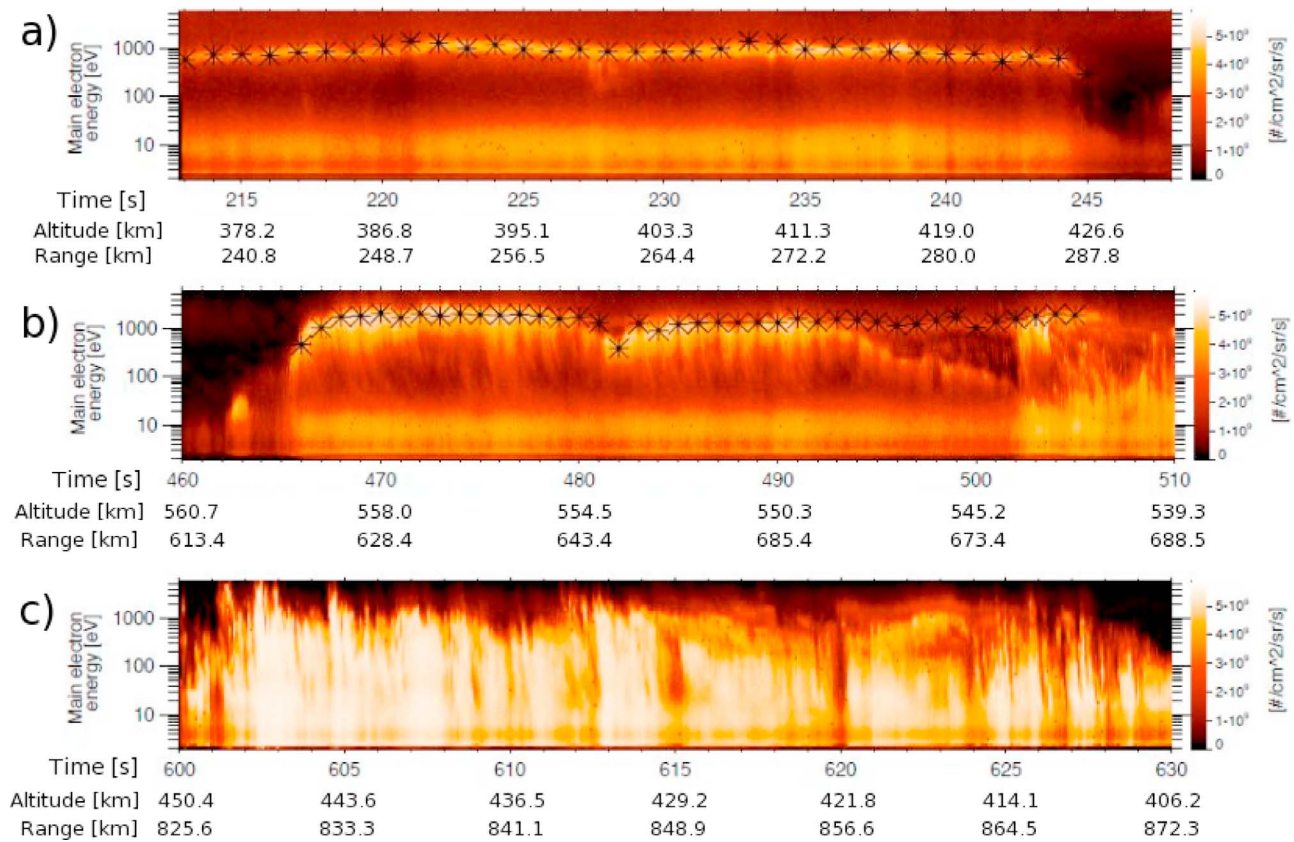 a)
Main electron
energy [eV]
1000
100
10
5•10⁹
4•10⁹
3•10⁹
2•10⁹
1•10⁹
0
[#/cm^2/sr/s]
Time [s] 215 220 225 230 235 240 245
Altitude [km] 378.2 386.8 395.1 403.3 411.3 419.0 426.6
Range [km] 240.8 248.7 256.5 264.4 272.2 280.0 287.8
b)
Main electron
energy [eV]
1000
100
10
5•10⁹
4•10⁹
3•10⁹
2•10⁹
1•10⁹
0
[#/cm^2/sr/s]
Time [s] 460 470 480 490 500 510
Altitude [km] 560.7 558.0 554.5 550.3 545.2 539.3
Range [km] 613.4 628.4 643.4 685.4 673.4 688.5
c)
Main electron
energy [eV]
1000
100
10
5•10⁹
4•10⁹
3•10⁹
2•10⁹
1•10⁹
0
[#/cm^2/sr/s]
Time [s] 600 605 610 615 620 625 630
Altitude [km] 450.4 443.6 436.5 429.2 421.8 414.1 406.2
Range [km] 825.6 833.3 841.1 848.9 856.6 864.5 872.3